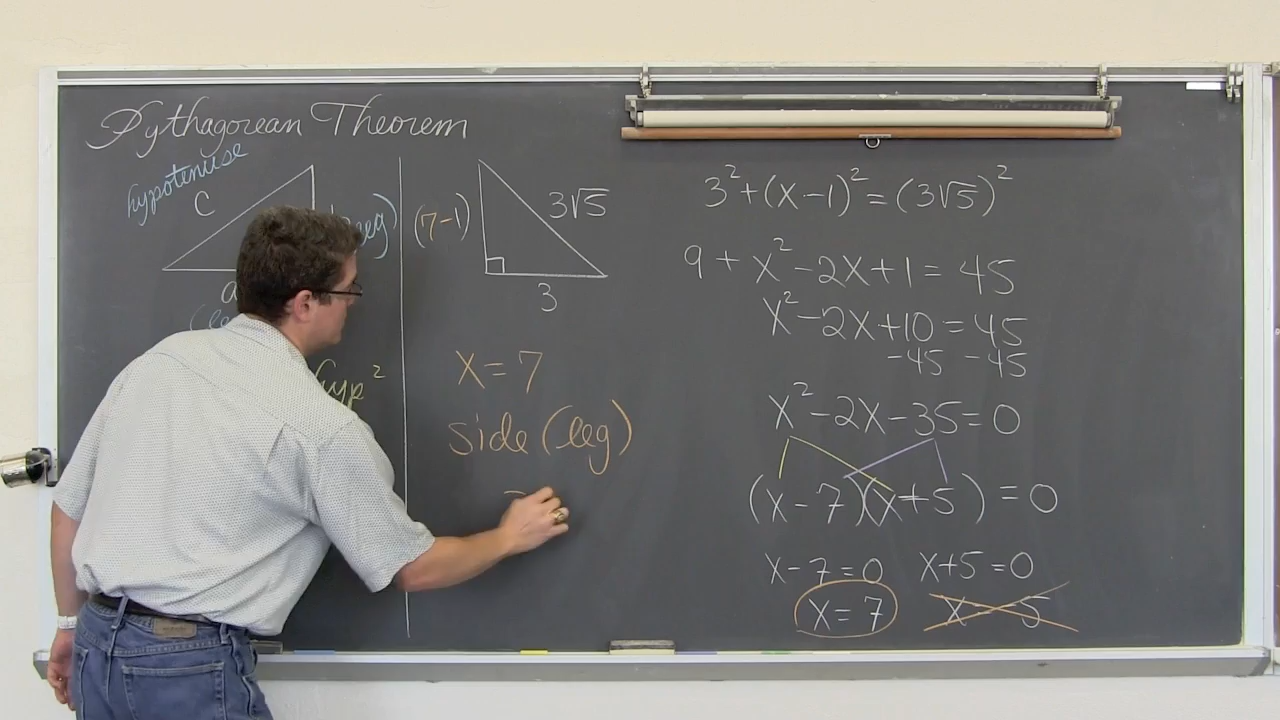 Pythagorean Theorem
hypotenuse
c
leg)
a
yp²
(7-1)
3√5
3
x = 7
side (leg)
3² + (x-1)² = (3√5)²
9 + x² - 2x + 1 = 45
x² - 2x + 10 = 45
-45 -45
x² - 2x - 35 = 0
(x - 7)(x + 5) = 0
x - 7 = 0 x + 5 = 0
x = 7 x = -5